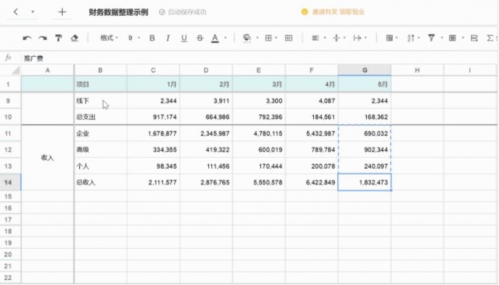 财务数据整理示例 自动保存成功 邀请有奖 领取现金
格式 9 B I U S A
fx 推广费
A B C D E F G H I
1 项目 1月 2月 3月 4月 5月
9 线下 2,344 3,911 3,300 4,087 2,344
10 总支出 917,174 664,986 792,396 184,561 168,362
11 企业 1,678,877 2,345,987 4,780,115 5,432,987 690,032
12 高级 334,355 419,322 600,019 789,784 902,344
收入
13 个人 98,345 111,456 170,444 200,078 240,097
14 总收入 2,111,577 2,876,765 5,550,578 6,422,849 1,832,473
15
16
17
18
19
20
21
22